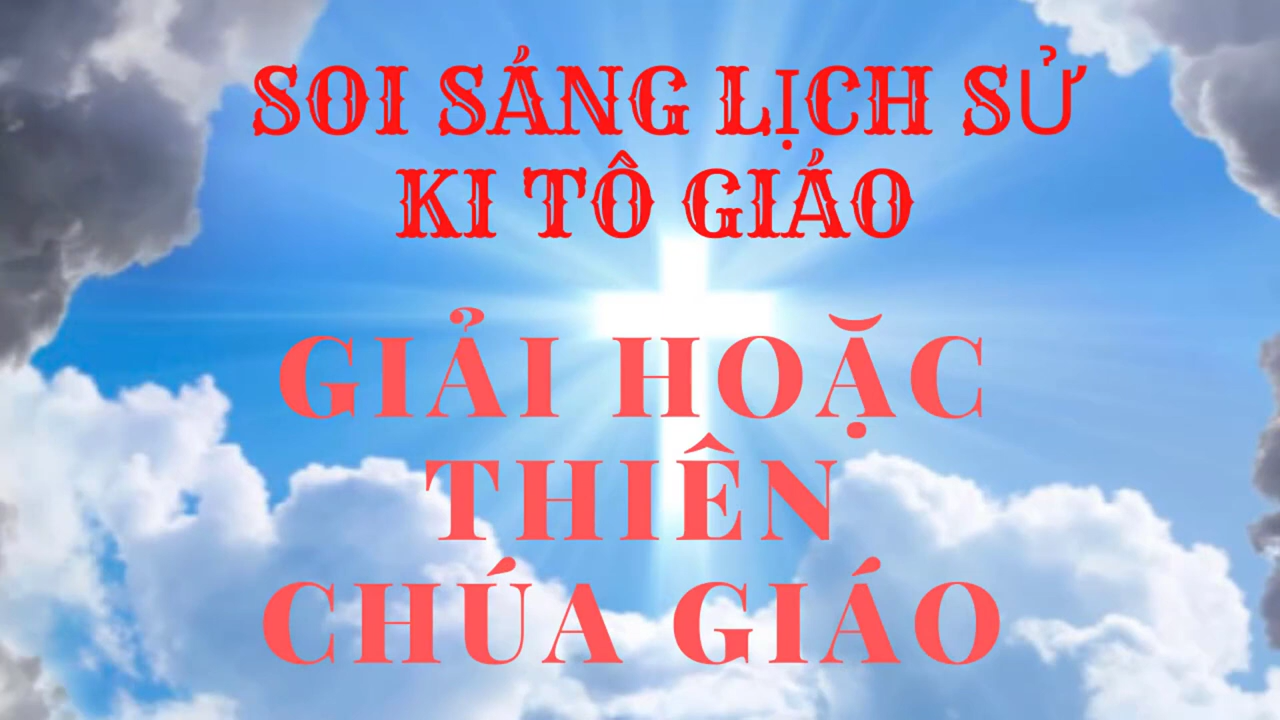 SOI SÁNG LỊCH SỬ
KI TÔ GIÁO
GIẢI HOẶC
THIÊN
CHÚA GIÁO